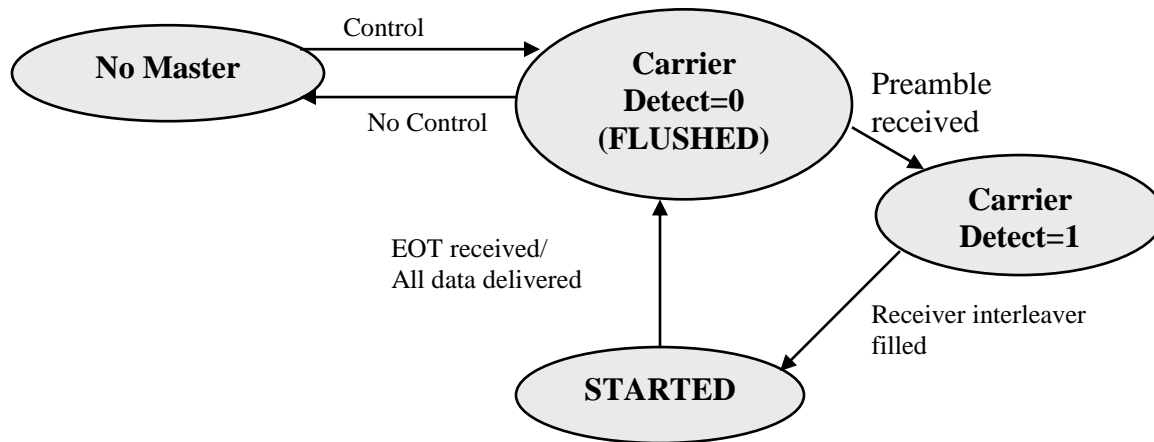 Control
No Master
Carrier
Detect=0
(FLUSHED)
No Control
Preamble
received
Carrier
Detect=1
EOT received/
All data delivered
Receiver interleaver
filled
STARTED